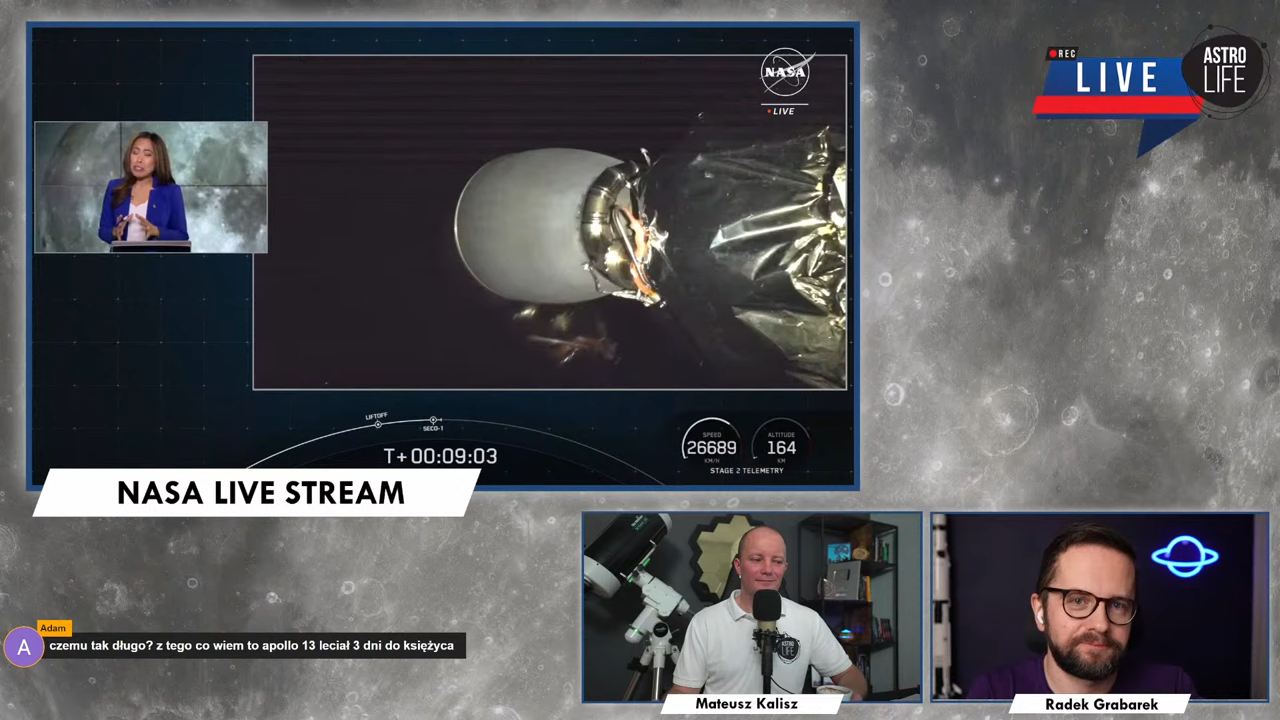 REC
LIVE
ASTRO
LIFE
NASA
LIVE
LIFTOFF
SECO-1
T+00:09:03
SPEED
26689
KM/H
ALTITUDE
164
KM
STAGE 2 TELEMETRY
NASA LIVE STREAM
Adam
A
czemu tak długo? z tego co wiem to apollo 13 leciał 3 dni do księżyca
ASTRO
LIFE
Mateusz Kalisz
Radek Grabarek